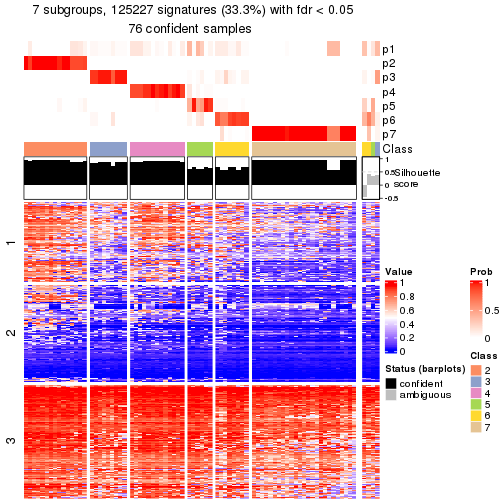 7 subgroups, 125227 signatures (33.3%) with fdr < 0.05
76 confident samples
p1
p2
p3
p4
p5
p6
p7
Class
1
0.5
0
-0.5
Silhouette
score
1
2
3
Value
1
0.8
0.6
0.4
0.2
0
Status (barplots)
confident
ambiguous
Prob
1
0.5
0
Class
2
3
4
5
6
7